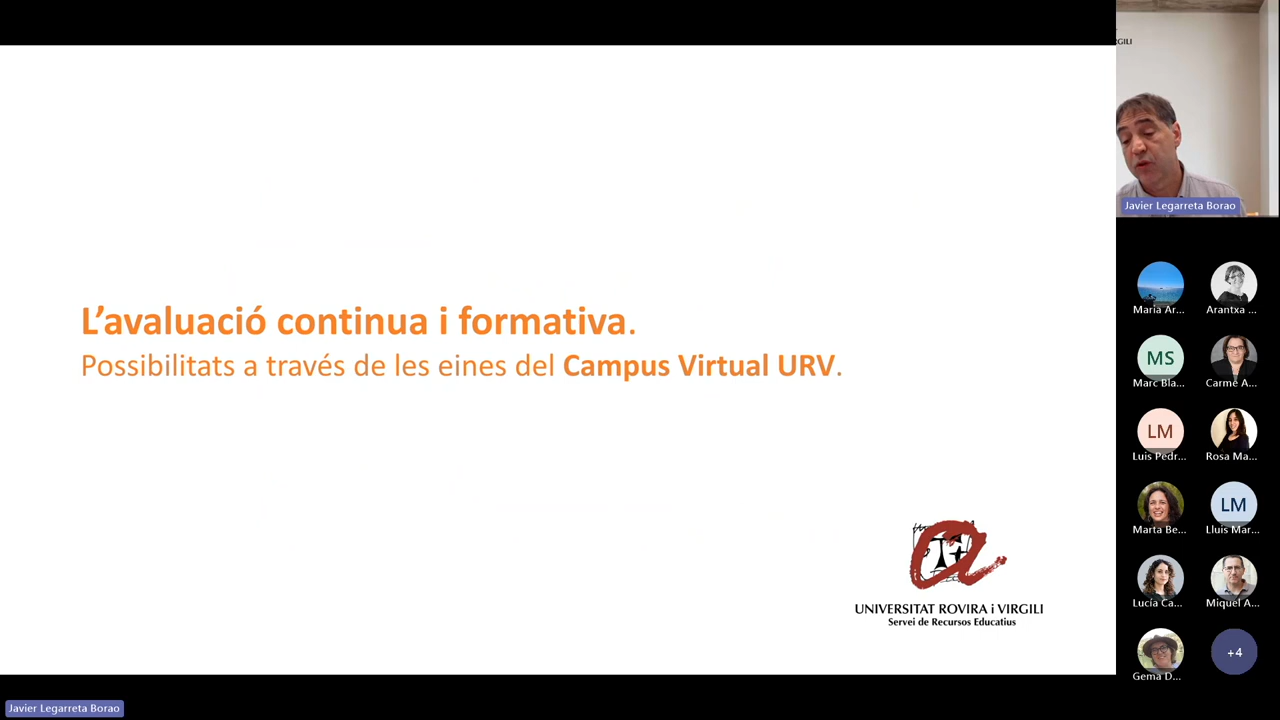 L'avaluació continua i formativa.
Possibilitats a través de les eines del Campus Virtual URV.
UNIVERSITAT ROVIRA i VIRGILI
Servei de Recursos Educatius
Javier Legarreta Borao
Maria Ar...
Arantxa ...
MS
Marc Bla...
Carme A...
LM
Luis Pedr...
Rosa Ma...
Marta Be...
LM
Lluis Mar...
Lucía Ca...
Miquel A...
Gema D...
+4
Javier Legarreta Borao